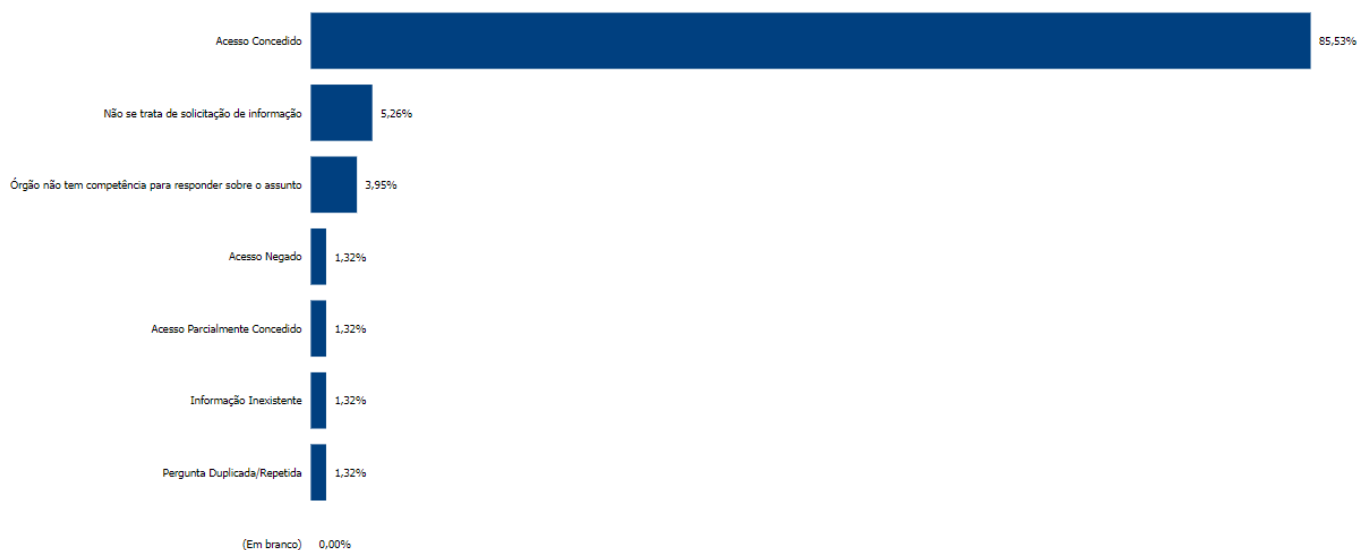 Acesso Concedido 85,53%
Não se trata de solicitação de informação 5,26%
Órgão não tem competência para responder sobre o assunto 3,95%
Acesso Negado 1,32%
Acesso Parcialmente Concedido 1,32%
Informação Inexistente 1,32%
Pergunta Duplicada/Repetida 1,32%
(Em branco) 0,00%